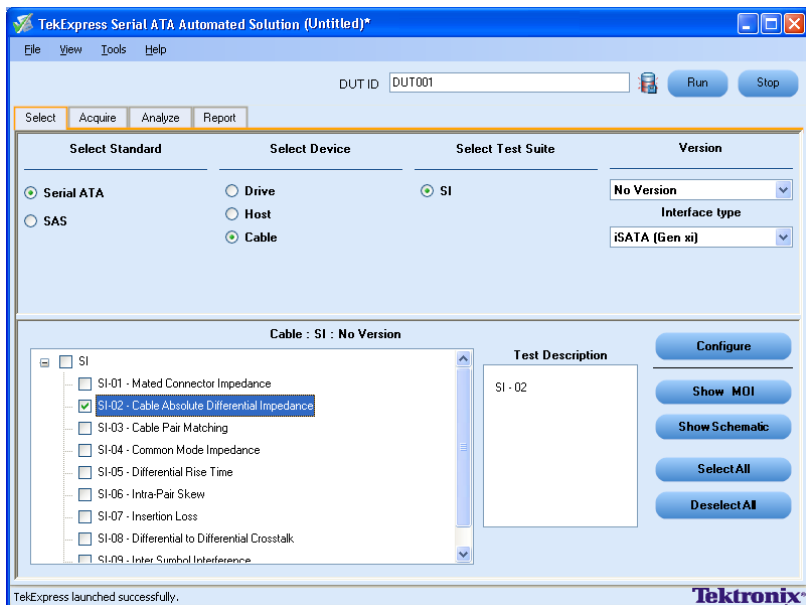 TekExpress Serial ATA Automated Solution (Untitled)*
File View Tools Help
DUT ID DUT001 Run Stop
Select Acquire Analyze Report
Select Standard Select Device Select Test Suite Version
Serial ATA Drive SI No Version
SAS Host Interface type
Cable iSATA (Gen xi)
Cable : SI : No Version
SI
SI-01 - Mated Connector Impedance
SI-02 - Cable Absolute Differential Impedance
SI-03 - Cable Pair Matching
SI-04 - Common Mode Impedance
SI-05 - Differential Rise Time
SI-06 - Intra-Pair Skew
SI-07 - Insertion Loss
SI-08 - Differential to Differential Crosstalk
SI-09 - Inter Symbol Interference
Test Description
SI - 02
Configure
Show MOI
Show Schematic
Select All
Deselect All
TekExpress launched successfully.
Tektronix